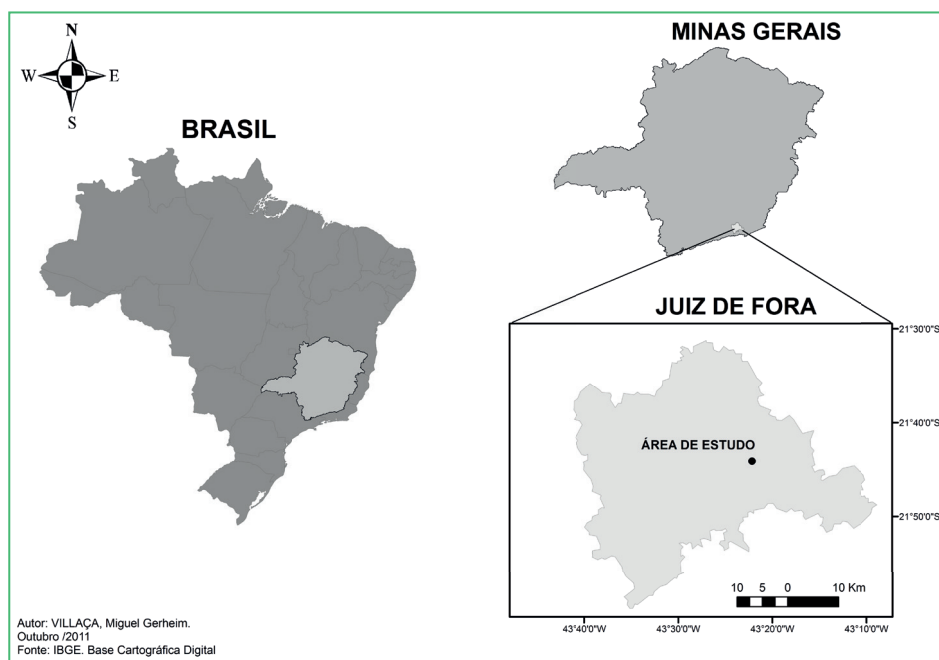 N
W E
S
BRASIL
MINAS GERAIS
JUIZ DE FORA
21°30'0"S
21°40'0"S
21°50'0"S
ÁREA DE ESTUDO
10 5 0 10 Km
43°40'0"W 43°30'0"W 43°20'0"W 43°10'0"W
Autor: VILLAÇA, Miguel Gerheim.
Outubro /2011
Fonte: IBGE. Base Cartográfica Digital